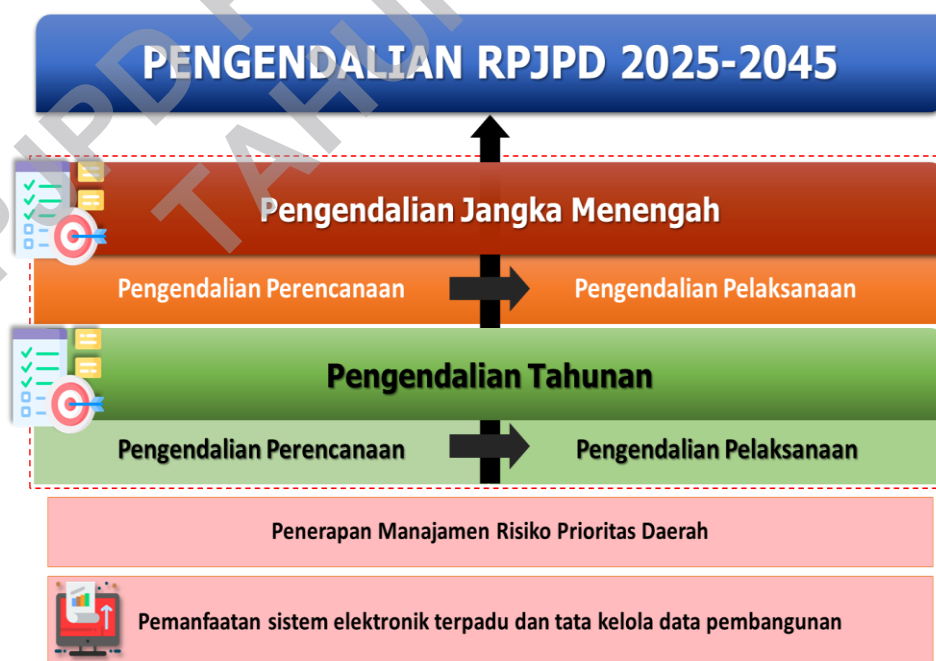 PENGENDALIAN RPJPD 2025-2045
Pengendalian Jangka Menengah
Pengendalian Perencanaan
Pengendalian Pelaksanaan
Pengendalian Tahunan
Pengendalian Perencanaan
Pengendalian Pelaksanaan
Penerapan Manajamen Risiko Prioritas Daerah
Pemanfaatan sistem elektronik terpadu dan tata kelola data pembangunan